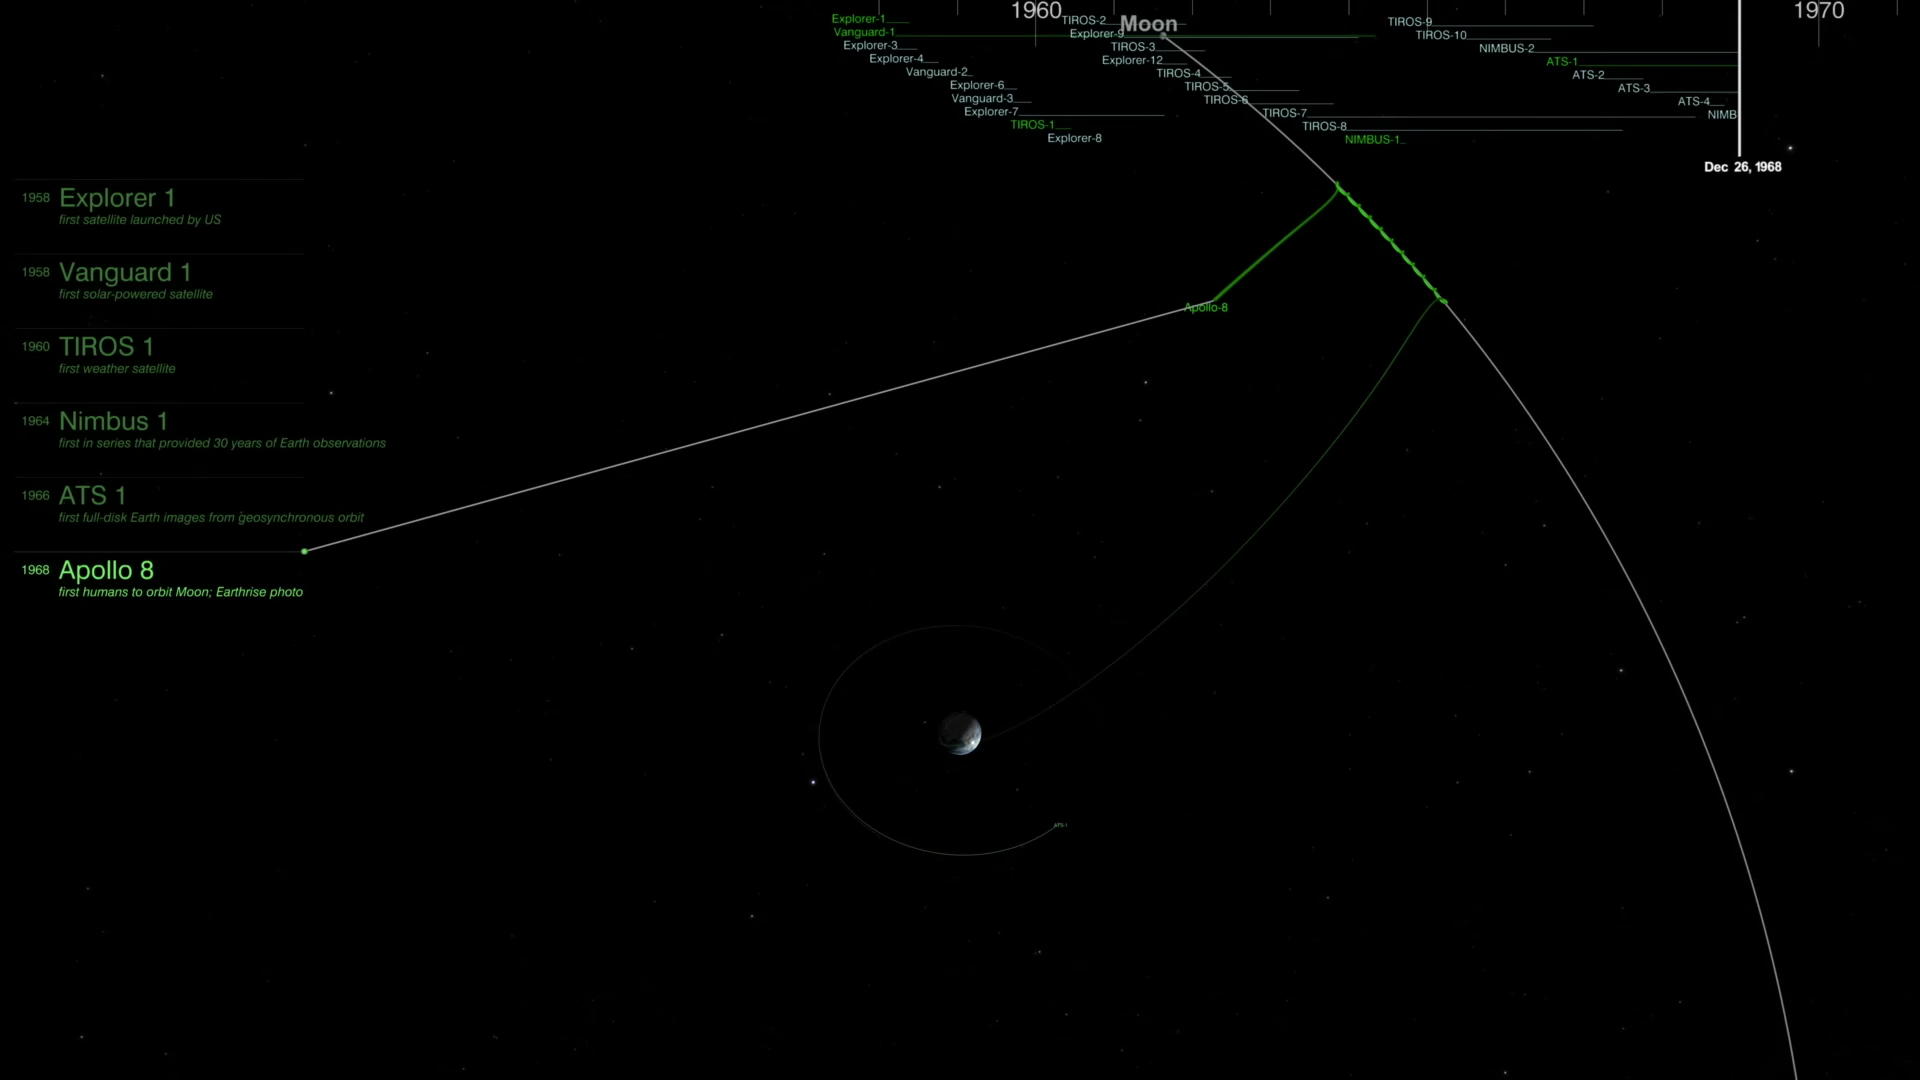 1960
1970
Moon
Explorer-1
TIROS-2
TIROS-9
Vanguard-1
Explorer-9
TIROS-10
Explorer-3
TIROS-3
NIMBUS-2
Explorer-4
Explorer-12
ATS-1
Vanguard-2
TIROS-4
ATS-2
Explorer-6
TIROS-5
ATS-3
Vanguard-3
TIROS-6
ATS-4
Explorer-7
TIROS-7
NIMB
TIROS-1
TIROS-8
Explorer-8
NIMBUS-1
Dec 26, 1968
1958 Explorer 1
first satellite launched by US
1958 Vanguard 1
first solar-powered satellite
1960 TIROS 1
first weather satellite
1964 Nimbus 1
first in series that provided 30 years of Earth observations
1966 ATS 1
first full-disk Earth images from geosynchronous orbit
1968 Apollo 8
first humans to orbit Moon; Earthrise photo
Apollo-8
ATS-1